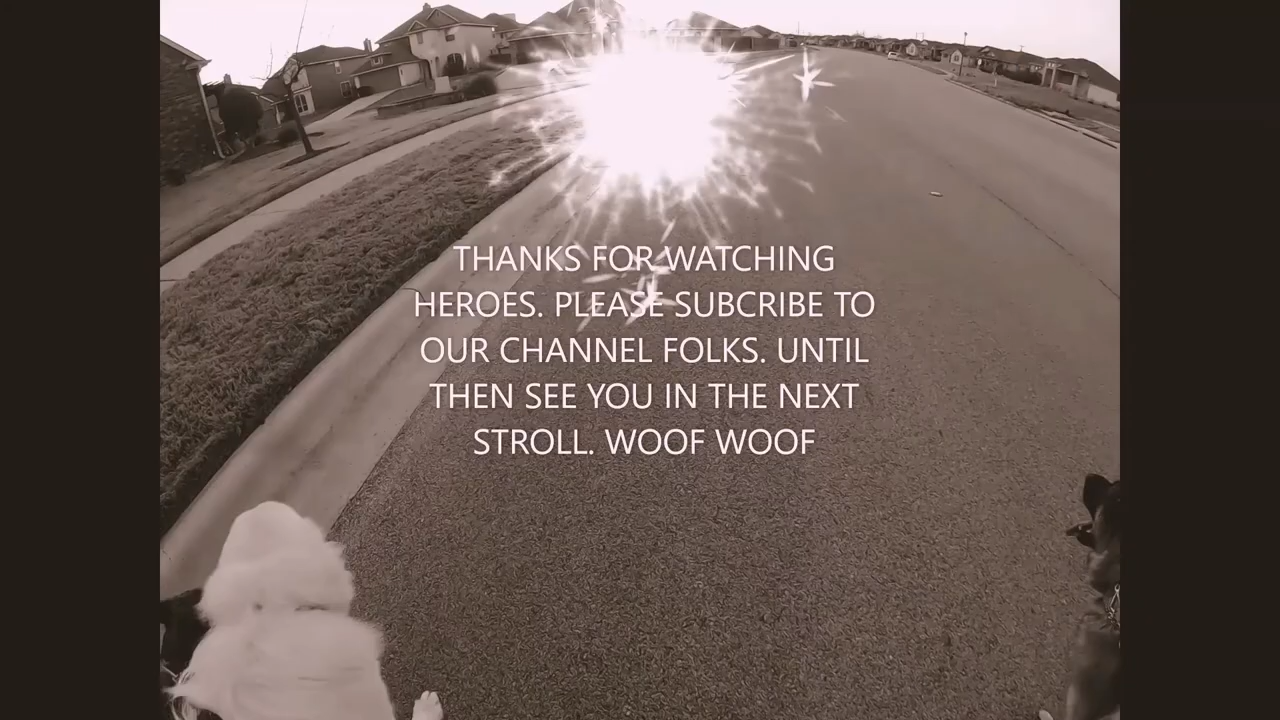 THANKS FOR WATCHING
HEROES. PLEASE SUBCRIBE TO
OUR CHANNEL FOLKS. UNTIL
THEN SEE YOU IN THE NEXT
STROLL. WOOF WOOF